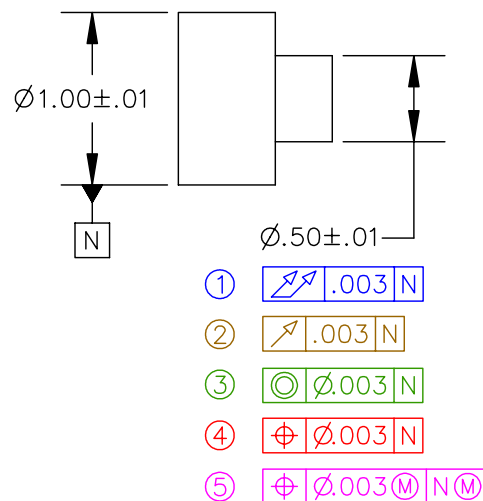 Ø1.00±.01
N
Ø.50±.01
1 .003 N
2 .003 N
3 ◎ Ø.003 N
4 ⌖ Ø.003 N
5 ⌖ Ø.003 Ⓜ N Ⓜ